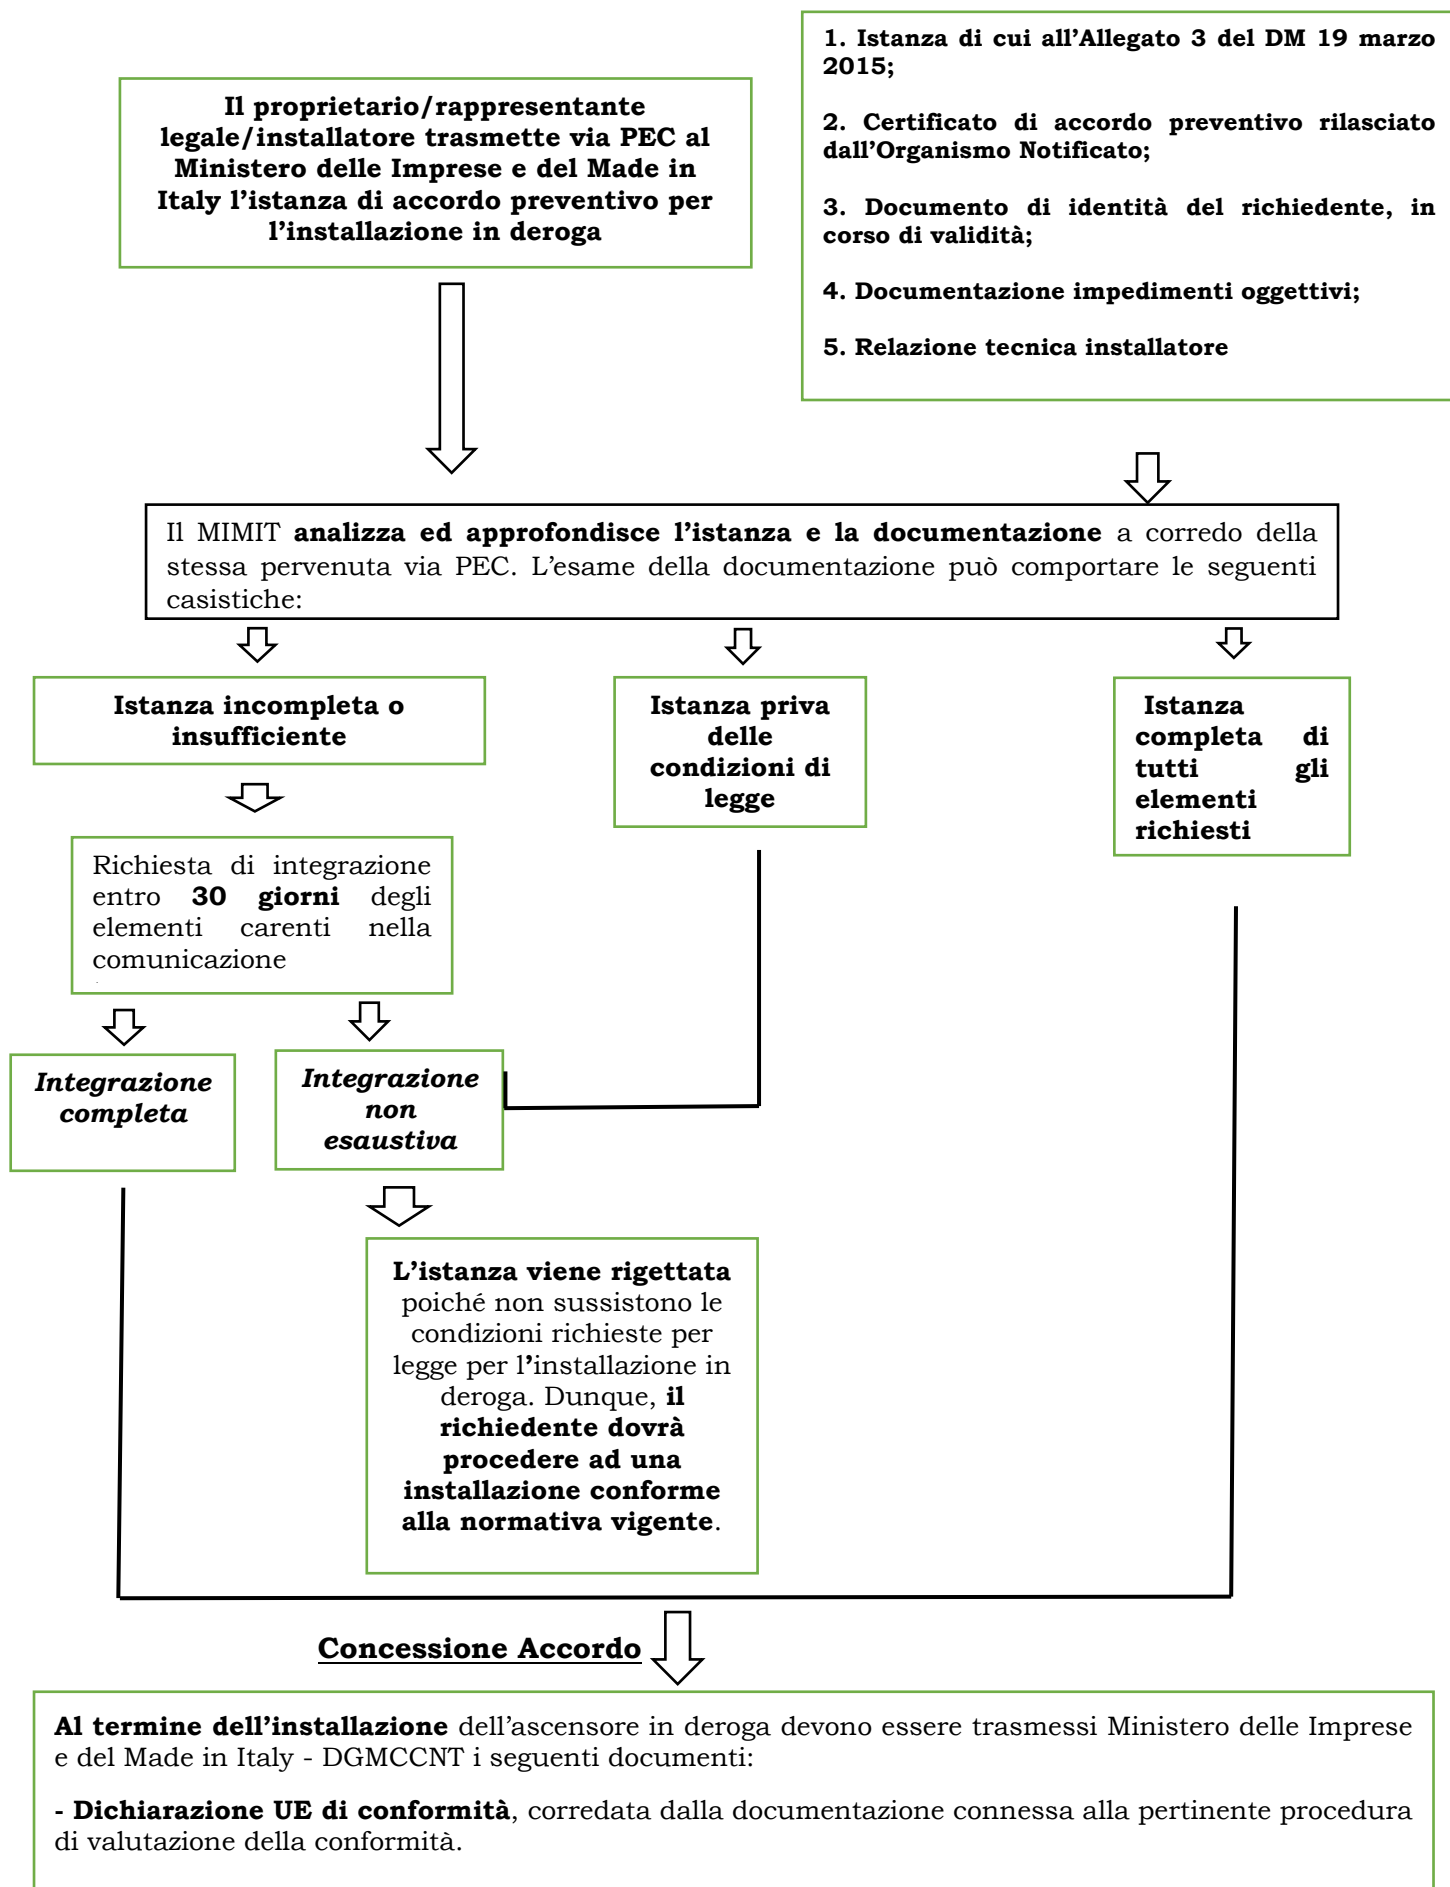 Il proprietario/rappresentante
legale/installatore trasmette via PEC al
Ministero delle Imprese e del Made in
Italy l’istanza di accordo preventivo per
l’installazione in deroga
1. Istanza di cui all’Allegato 3 del DM 19 marzo
2015;
2. Certificato di accordo preventivo rilasciato
dall’Organismo Notificato;
3. Documento di identità del richiedente, in
corso di validità;
4. Documentazione impedimenti oggettivi;
5. Relazione tecnica installatore
Il MIMIT analizza ed approfondisce l’istanza e la documentazione a corredo della
stessa pervenuta via PEC. L’esame della documentazione può comportare le seguenti
casistiche:
Istanza incompleta o
insufficiente
Istanza priva
delle
condizioni di
legge
Istanza
completa di
tutti gli
elementi
richiesti
Richiesta di integrazione
entro 30 giorni degli
elementi carenti nella
comunicazione
Integrazione
completa
Integrazione
non
esaustiva
L’istanza viene rigettata
poiché non sussistono le
condizioni richieste per
legge per l’installazione in
deroga. Dunque, il
richiedente dovrà
procedere ad una
installazione conforme
alla normativa vigente.
Concessione Accordo
Al termine dell’installazione dell’ascensore in deroga devono essere trasmessi Ministero delle Imprese
e del Made in Italy - DGMCCNT i seguenti documenti:
- Dichiarazione UE di conformità, corredata dalla documentazione connessa alla pertinente procedura
di valutazione della conformità.